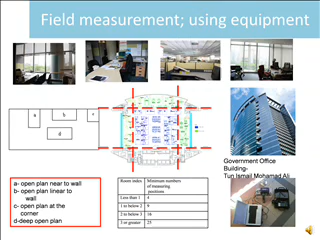 Field measurement; using equipment
a
b
c
d
Government Office
Building-
Tun Ismail Mohamad Ali
a- open plan near to wall
b- open plan linear to
wall
c- open plan at the
corner
d-deep open plan
Room index Minimum numbers
of measuring
positions
Less than 1 4
1 to below 2 9
2 to below 3 16
3 or greater 25